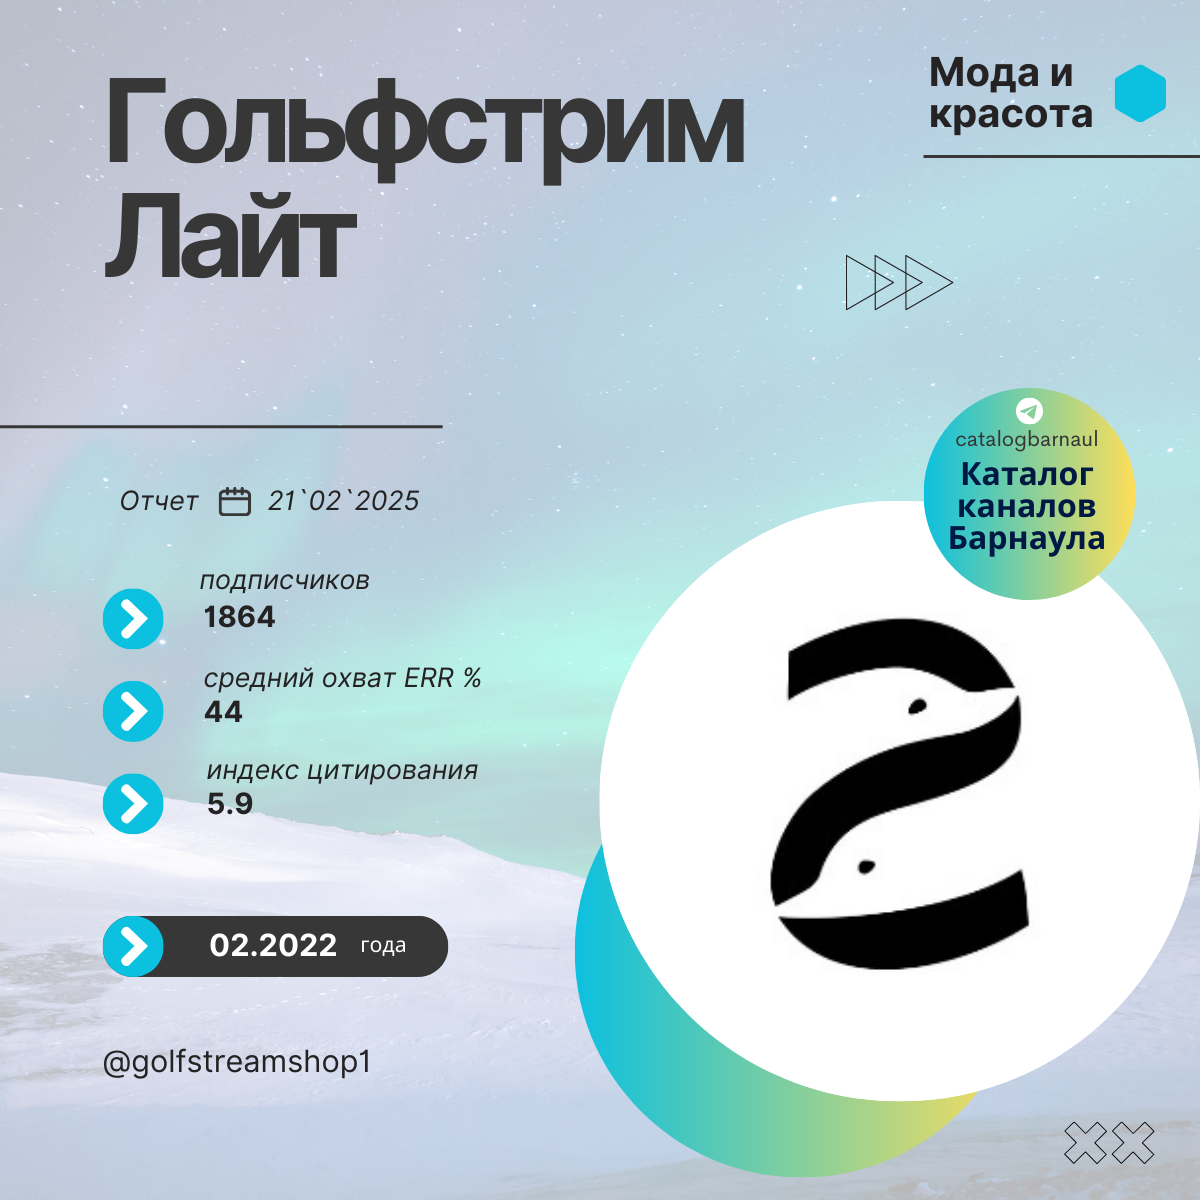 Гольфстрим
Лайт
Мода и
красота
catalogbarnaul
Каталог
каналов
Барнаула
Отчет 21`02`2025
подписчиков
1864
средний охват ERR %
44
индекс цитирования
5.9
02.2022 года
@golfstreamshop1